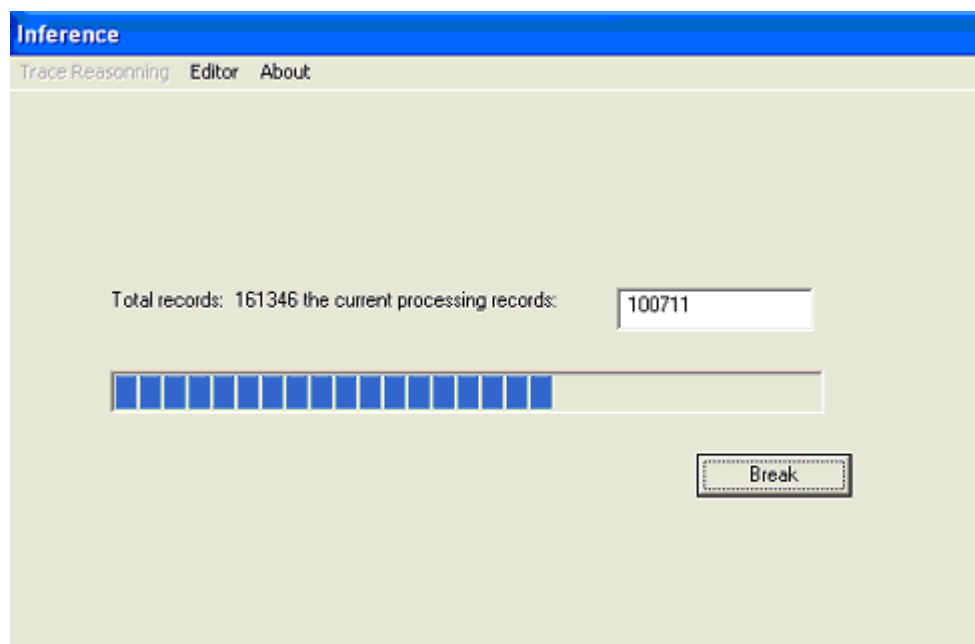 Inference
Trace Reasonning Editor About
Total records: 161346 the current processing records: 100711
Break